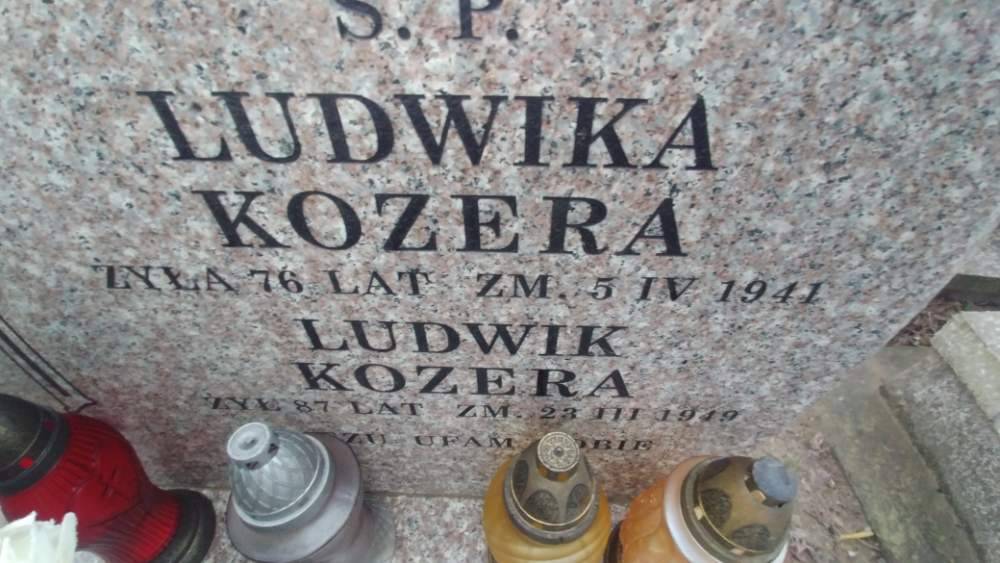 Ś. P.
LUDWIKA
KOZERA
ŻYŁA 76 LAT ZM. 5 IV 1941
LUDWIK
KOZERA
ŻYŁ 87 LAT ZM. 23 III 1949
UFAM